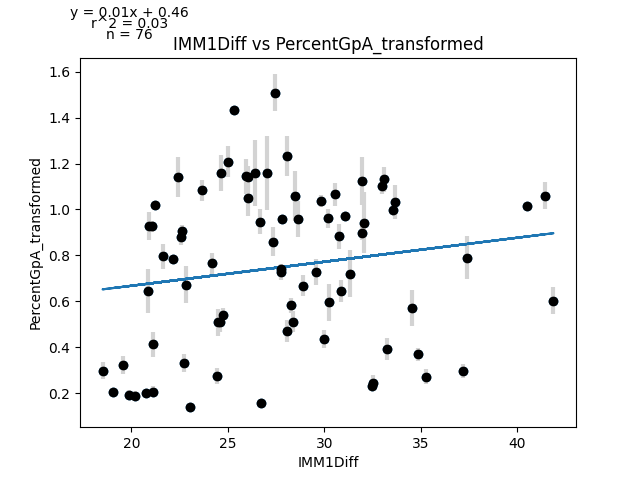 y = 0.01x + 0.46
r^2 = 0.03
n = 76
IMM1Diff vs PercentGpA_transformed
1.6
1.4
1.2
1.0
0.8
0.6
0.4
0.2
PercentGpA_transformed
20 25 30 35 40
IMM1Diff